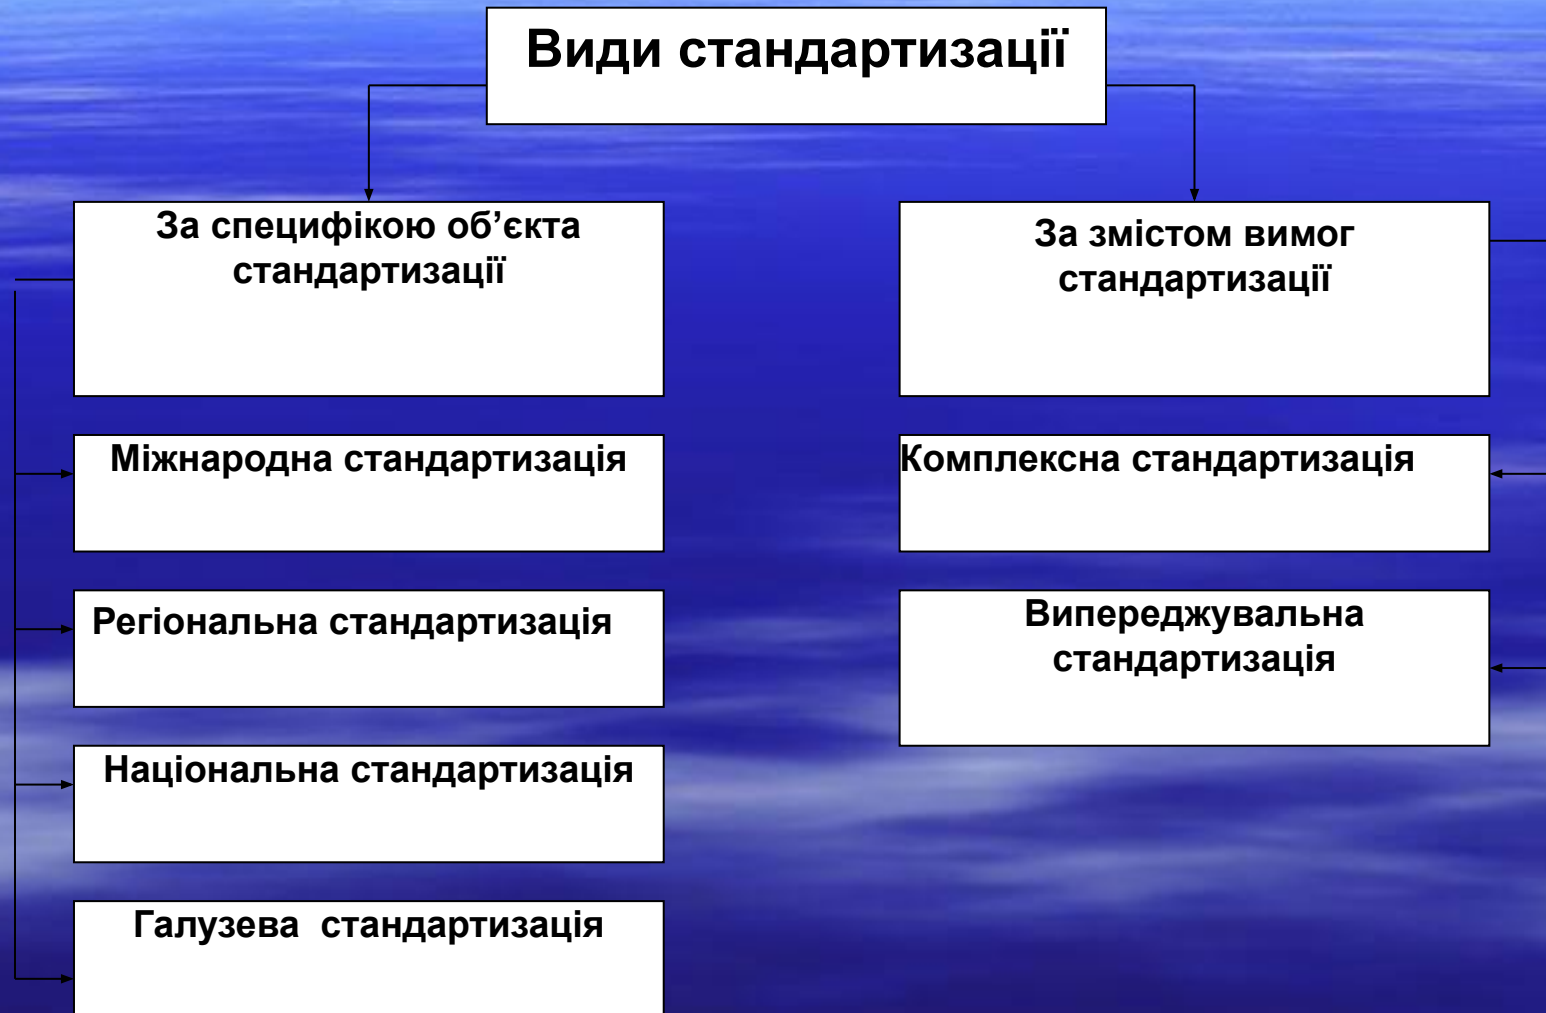 Види стандартизації
За специфікою об’єкта
стандартизації
Міжнародна стандартизація
Регіональна стандартизація
Національна стандартизація
Галузева  стандартизація
За змістом вимог
стандартизації
Комплексна стандартизація
Випереджувальна
стандартизація